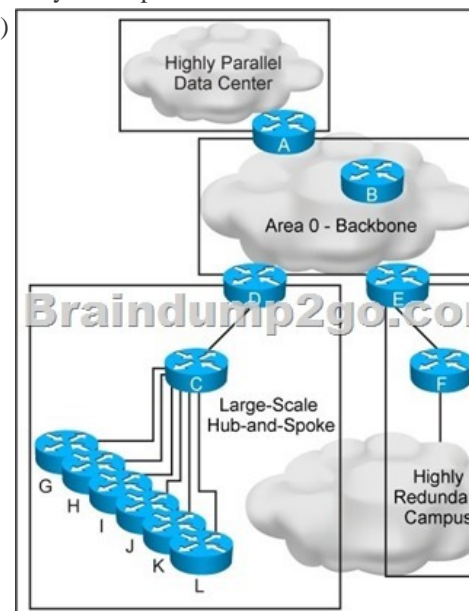 )
Highly Parallel
Data Center
A
B
Area 0 - Backbone
D
E
Braindump2go.co
C
F
Large-Scale
Hub-and-Spoke
G
H
I
J
K
L
Highly
Redunda
Campus